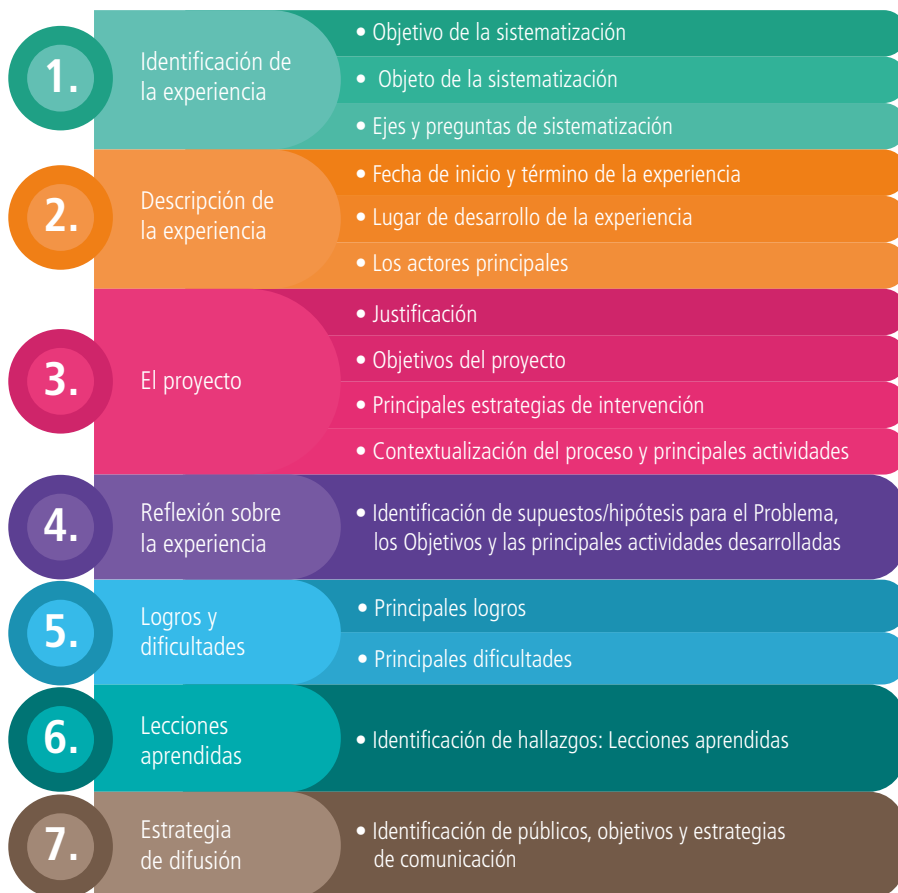 1.
Identificación de
la experiencia
• Objetivo de la sistematización
• Objeto de la sistematización
• Ejes y preguntas de sistematización
2.
Descripción de
la experiencia
• Fecha de inicio y término de la experiencia
• Lugar de desarrollo de la experiencia
• Los actores principales
3.
El proyecto
• Justificación
• Objetivos del proyecto
• Principales estrategias de intervención
• Contextualización del proceso y principales actividades
4.
Reflexión sobre
la experiencia
• Identificación de supuestos/hipótesis para el Problema,
los Objetivos y las principales actividades desarrolladas
5.
Logros y
dificultades
• Principales logros
• Principales dificultades
6.
Lecciones
aprendidas
• Identificación de hallazgos: Lecciones aprendidas
7.
Estrategia
de difusión
• Identificación de públicos, objetivos y estrategias
de comunicación